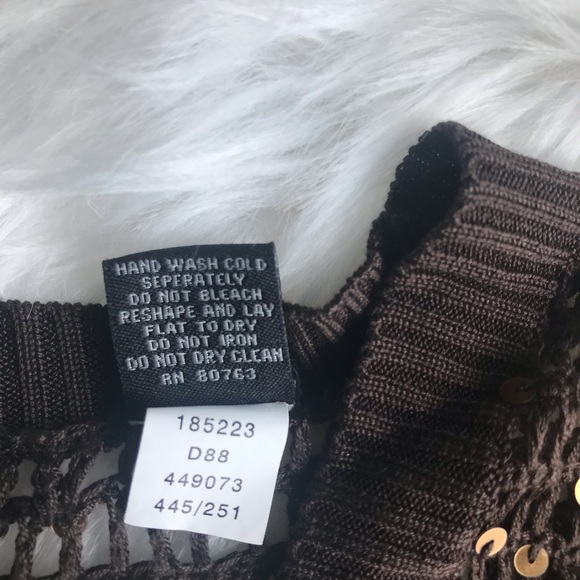 HAND WASH COLD
SEPERATELY
DO NOT BLEACH
RESHAPE AND LAY
FLAT TO DRY
DO NOT IRON
DO NOT DRY CLEAN
RN 80763
185223
D88
449073
445/251